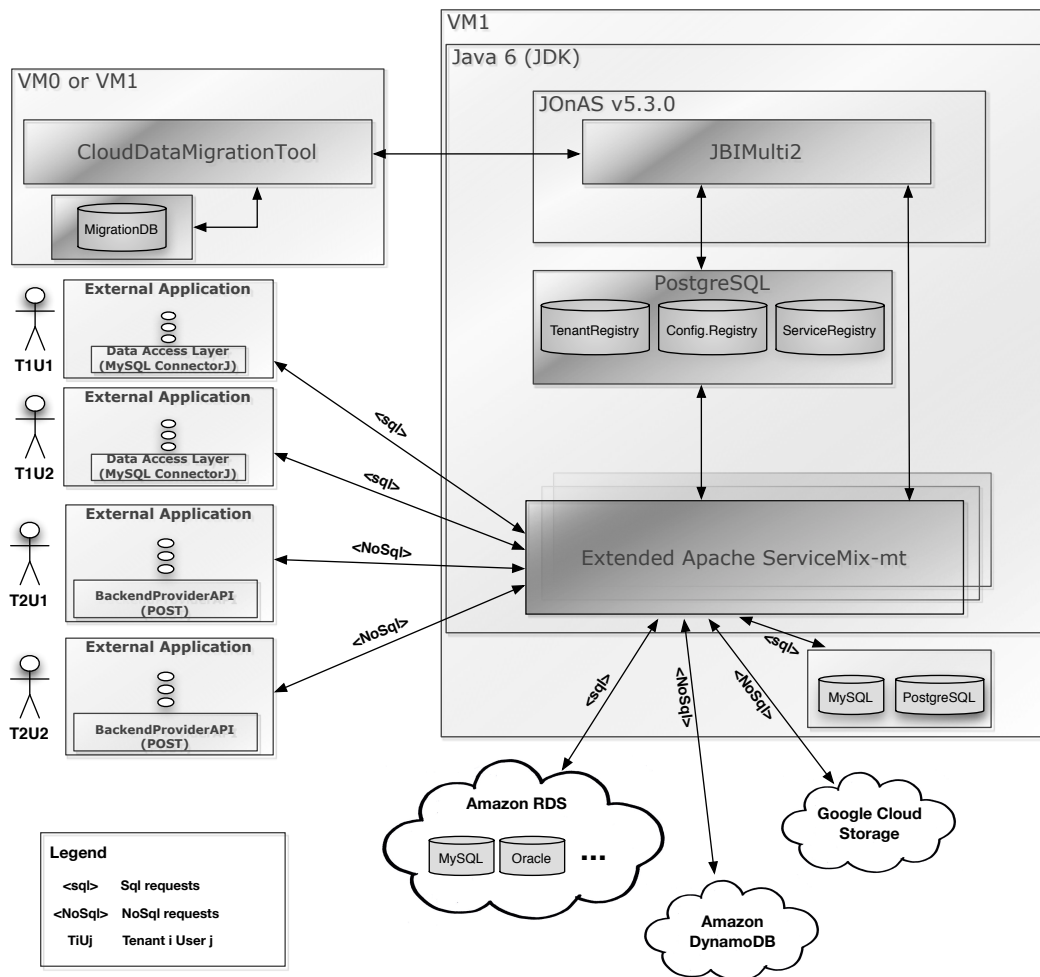 VM1
Java 6 (JDK)
VM0 or VM1
JOnAS v5.3.0
CloudDataMigrationTool
JBIMulti2
MigrationDB
PostgreSQL
TenantRegistry
Config.Registry
ServiceRegistry
External Application
Data Access Layer
(MySQL ConnectorJ)
T1U1
<sql>
External Application
Data Access Layer
(MySQL ConnectorJ)
T1U2
<sql>
External Application
BackendProviderAPI
(POST)
T2U1
<NoSql>
Extended Apache ServiceMix-mt
External Application
BackendProviderAPI
(POST)
T2U2
<NoSql>
<sql>
<NoSql>
<NoSql>
<sql>
MySQL
PostgreSQL
Amazon RDS
MySQL
Oracle
...
Google Cloud
Storage
Amazon
DynamoDB
Legend
<sql> Sql requests
<NoSql> NoSql requests
TiUj Tenant i User j